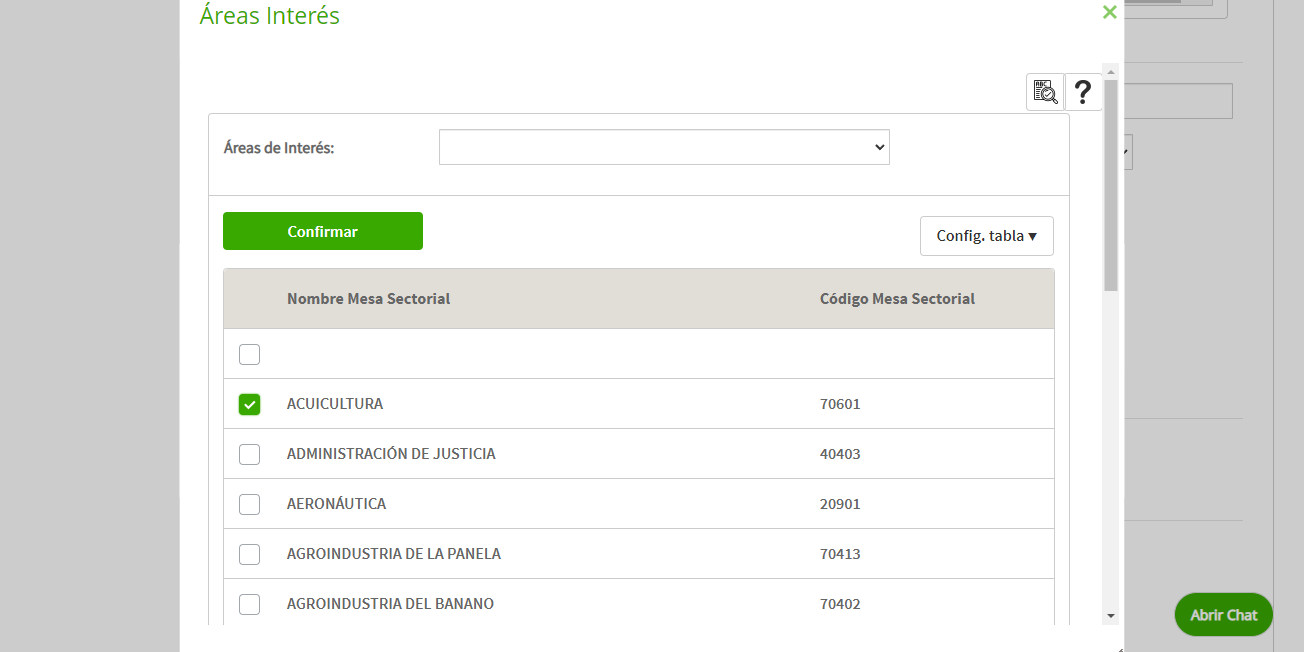 Áreas Interés
×
ABC
?
Áreas de Interés:
Confirmar
Config. tabla ▾
Nombre Mesa Sectorial Código Mesa Sectorial
ACUICULTURA 70601
ADMINISTRACIÓN DE JUSTICIA 40403
AERONÁUTICA 20901
AGROINDUSTRIA DE LA PANELA 70413
AGROINDUSTRIA DEL BANANO 70402
Abrir Chat